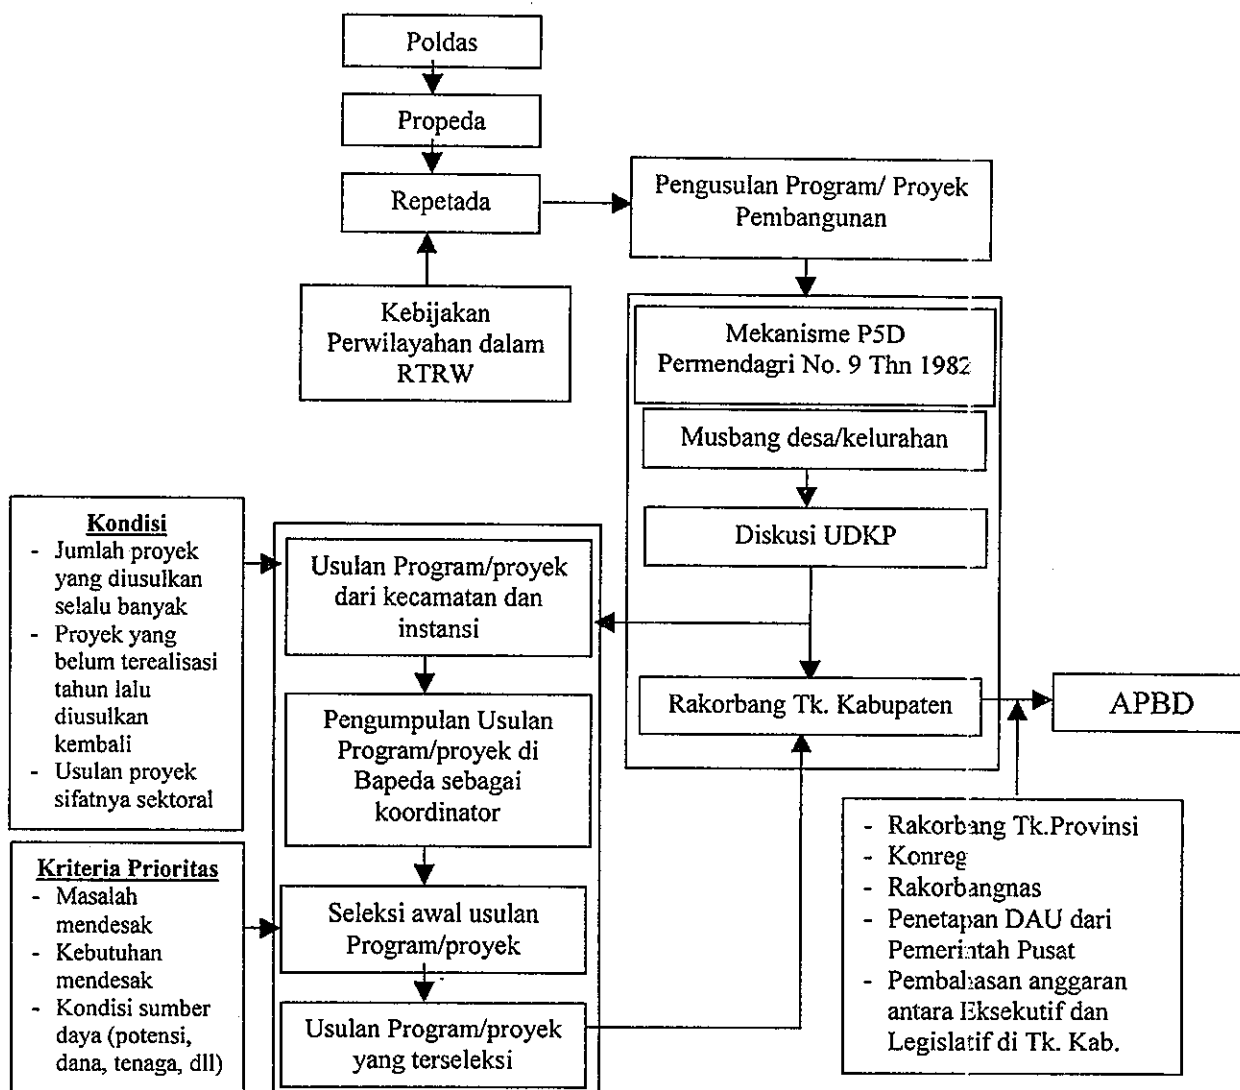 Poldas
Propeda
Repetada
Pengusulan Program/ Proyek
Pembangunan
Kebijakan
Perwilayahan dalam
RTRW
Mekanisme P5D
Permendagri No. 9 Thn 1982
Musbang desa/kelurahan
Diskusi UDKP
Rakorbang Tk. Kabupaten
APBD
Kondisi
- Jumlah proyek
yang diusulkan
selalu banyak
- Proyek yang
belum terealisasi
tahun lalu
diusulkan
kembali
- Usulan proyek
sifatnya sektoral
Kriteria Prioritas
- Masalah
mendesak
- Kebutuhan
mendesak
- Kondisi sumber
daya (potensi,
dana, tenaga, dll)
Usulan Program/proyek
dari kecamatan dan
instansi
Pengumpulan Usulan
Program/proyek di
Bapeda sebagai
koordinator
Seleksi awal usulan
Program/proyek
Usulan Program/proyek
yang terseleksi
- Rakorbang Tk.Provinsi
- Konreg
- Rakorbangnas
- Penetapan DAU dari
Pemerintah Pusat
- Pembahasan anggaran
antara Eksekutif dan
Legislatif di Tk. Kab.